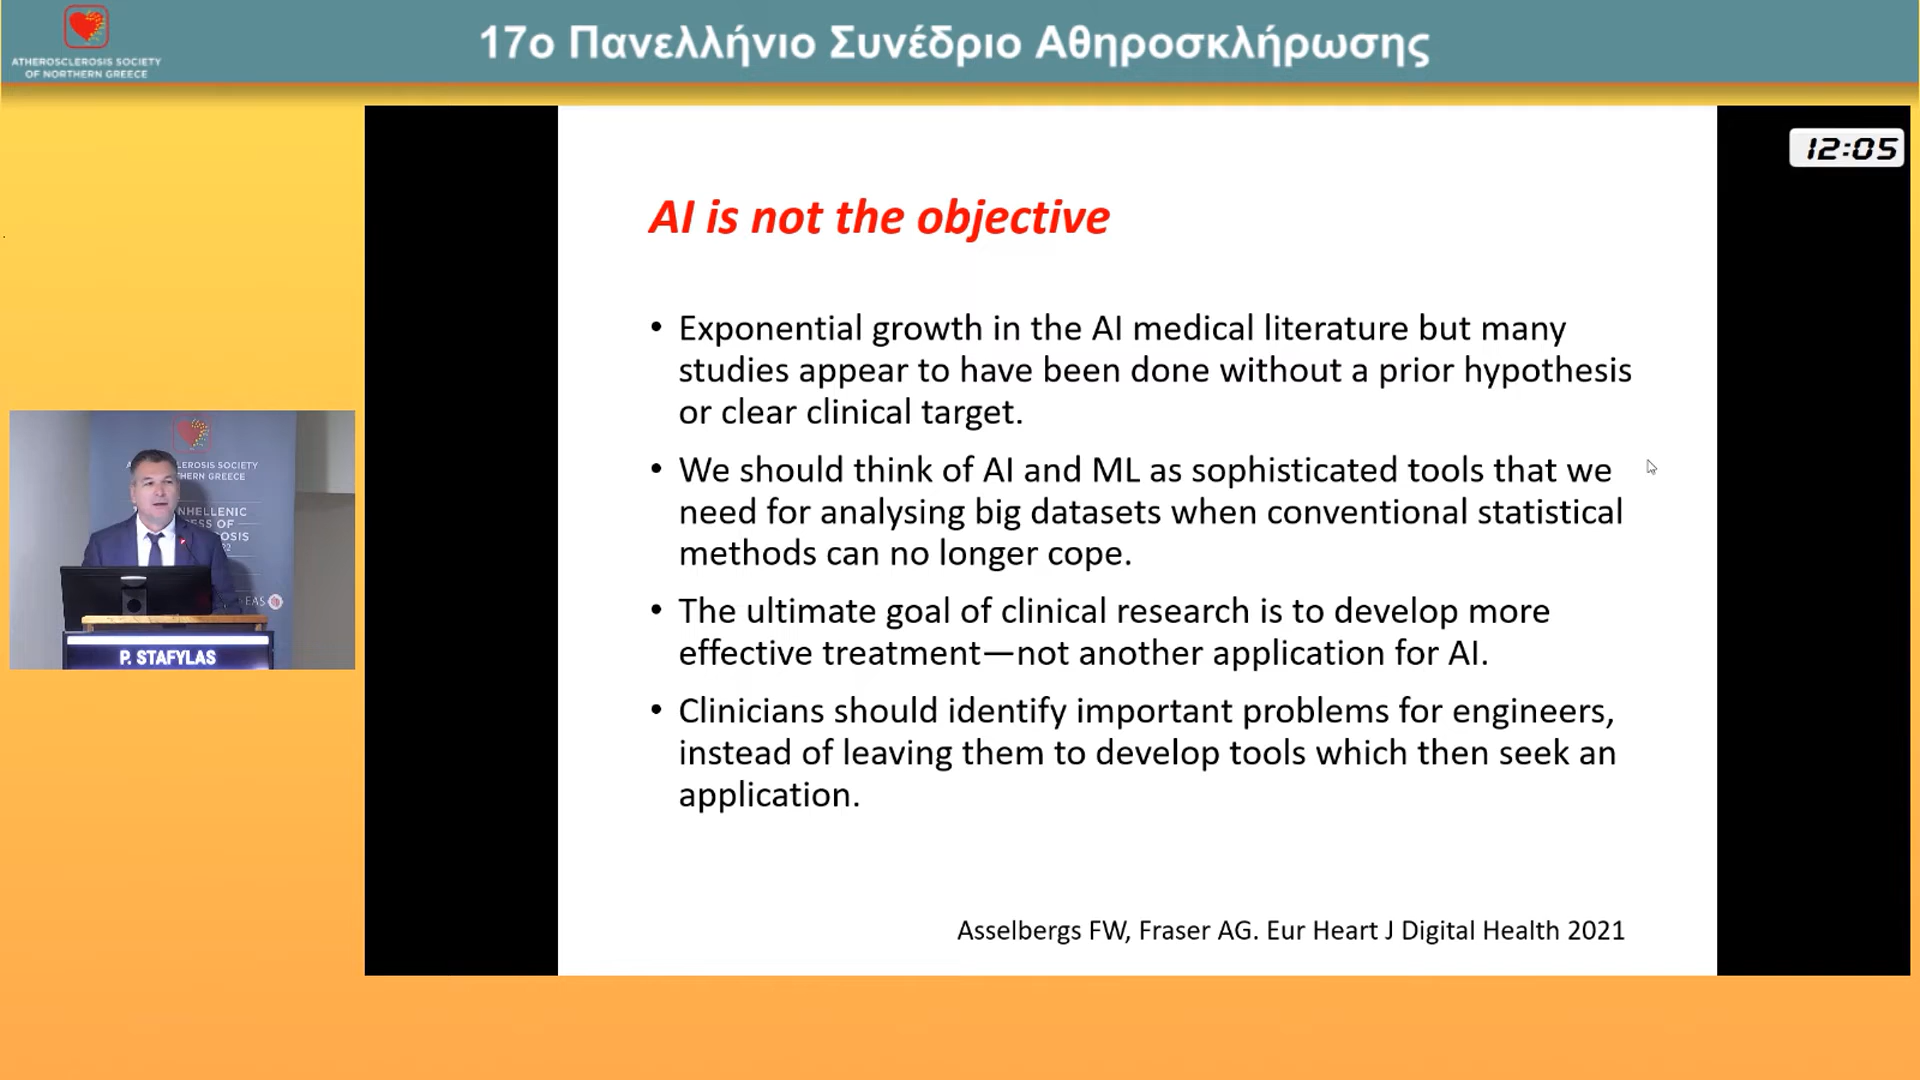 ATHEROSCLEROSIS SOCIETY
OF NORTHERN GREECE
17ο Πανελλήνιο Συνέδριο Αθηροσκλήρωσης
12:05
AI is not the objective
• Exponential growth in the AI medical literature but many
studies appear to have been done without a prior hypothesis
or clear clinical target.
• We should think of AI and ML as sophisticated tools that we
need for analysing big datasets when conventional statistical
methods can no longer cope.
• The ultimate goal of clinical research is to develop more
effective treatment—not another application for AI.
• Clinicians should identify important problems for engineers,
instead of leaving them to develop tools which then seek an
application.
Asselbergs FW, Fraser AG. Eur Heart J Digital Health 2021
SOCIETY
GREECE
OF
EAS
P. STAFYLAS